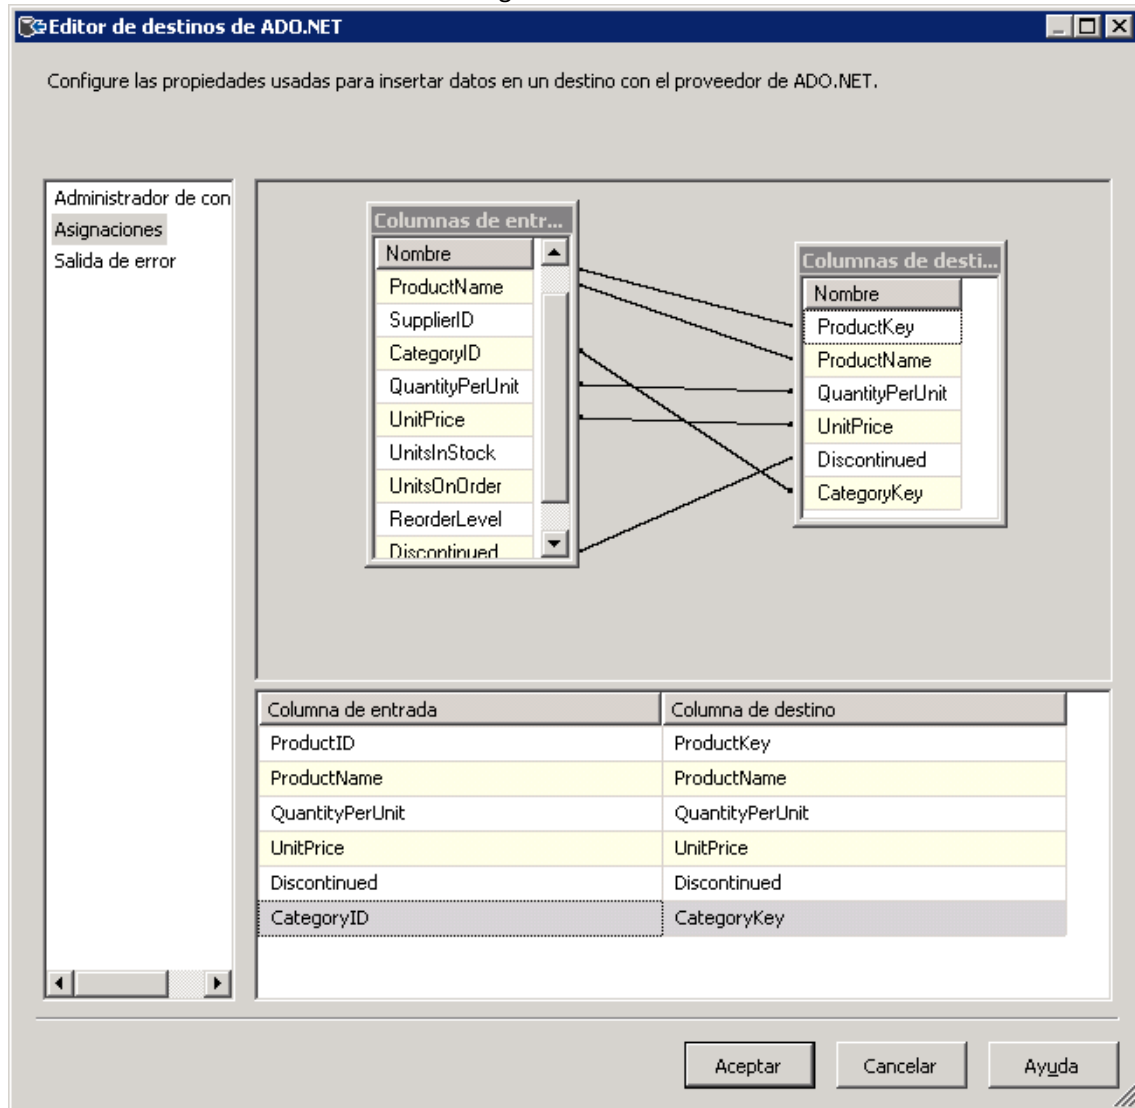 Editor de destinos de ADO.NET
Configure las propiedades usadas para insertar datos en un destino con el proveedor de ADO.NET.
Administrador de con
Asignaciones
Salida de error
Columnas de entr...
Nombre
ProductName
SupplierID
CategoryID
QuantityPerUnit
UnitPrice
UnitsInStock
UnitsOnOrder
ReorderLevel
Discontinued
Columnas de desti...
Nombre
ProductKey
ProductName
QuantityPerUnit
UnitPrice
Discontinued
CategoryKey
Columna de entrada Columna de destino
ProductID ProductKey
ProductName ProductName
QuantityPerUnit QuantityPerUnit
UnitPrice UnitPrice
Discontinued Discontinued
CategoryID CategoryKey
Aceptar Cancelar Ayuda